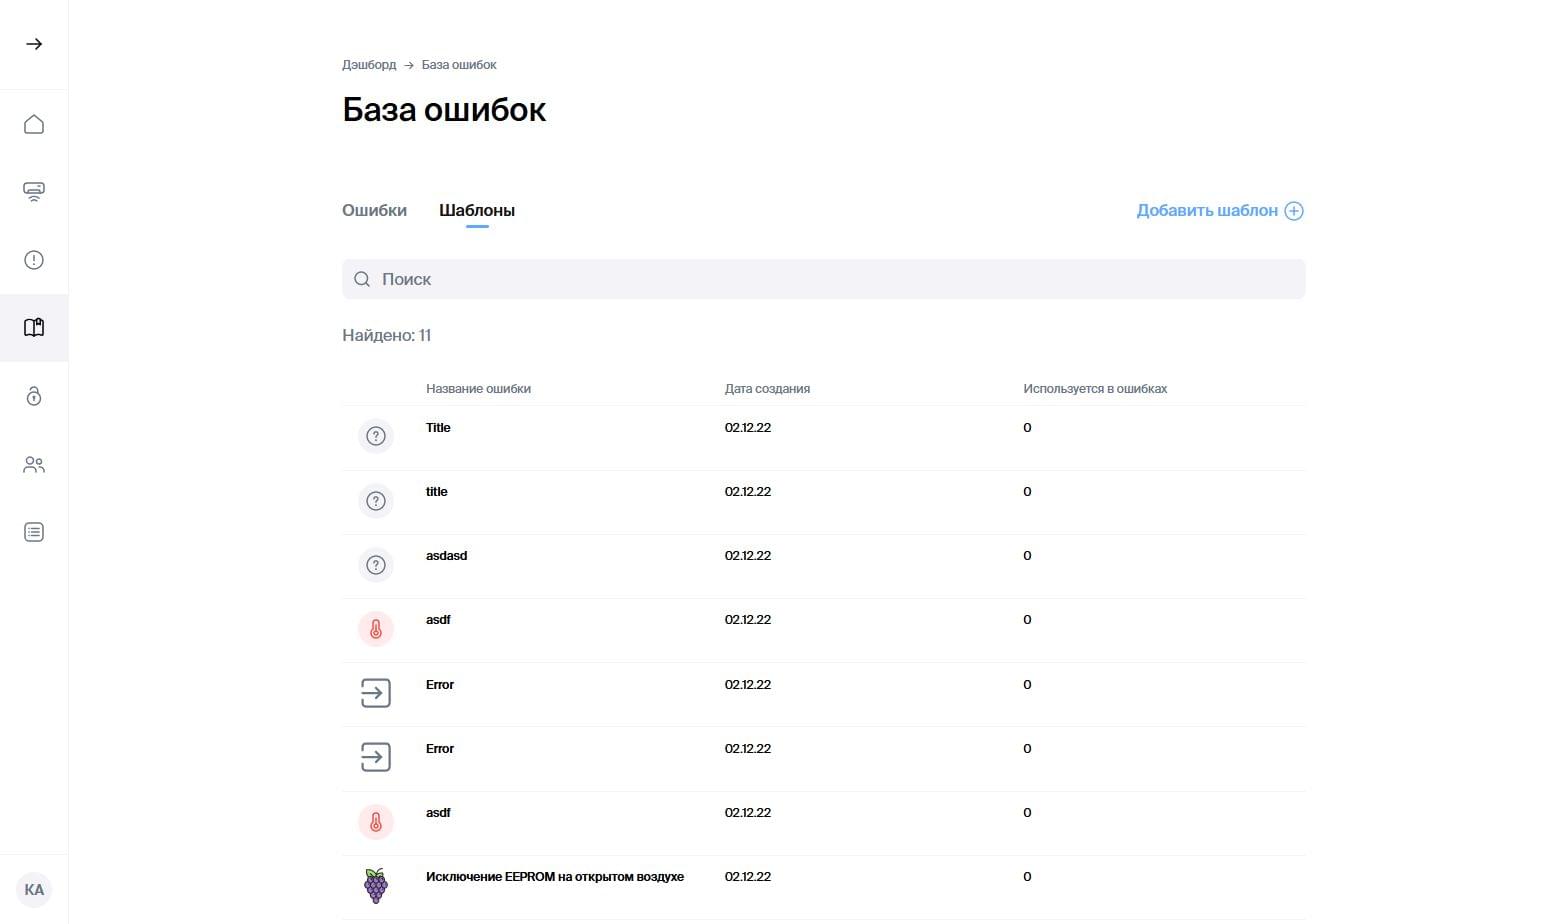 Дэшборд → База ошибок
База ошибок
Ошибки Шаблоны Добавить шаблон
Поиск
Найдено: 11
Название ошибки Дата создания Используется в ошибках
Title 02.12.22 0
title 02.12.22 0
asdasd 02.12.22 0
asdf 02.12.22 0
Error 02.12.22 0
Error 02.12.22 0
asdf 02.12.22 0
Исключение EEPROM на открытом воздухе 02.12.22 0
KA